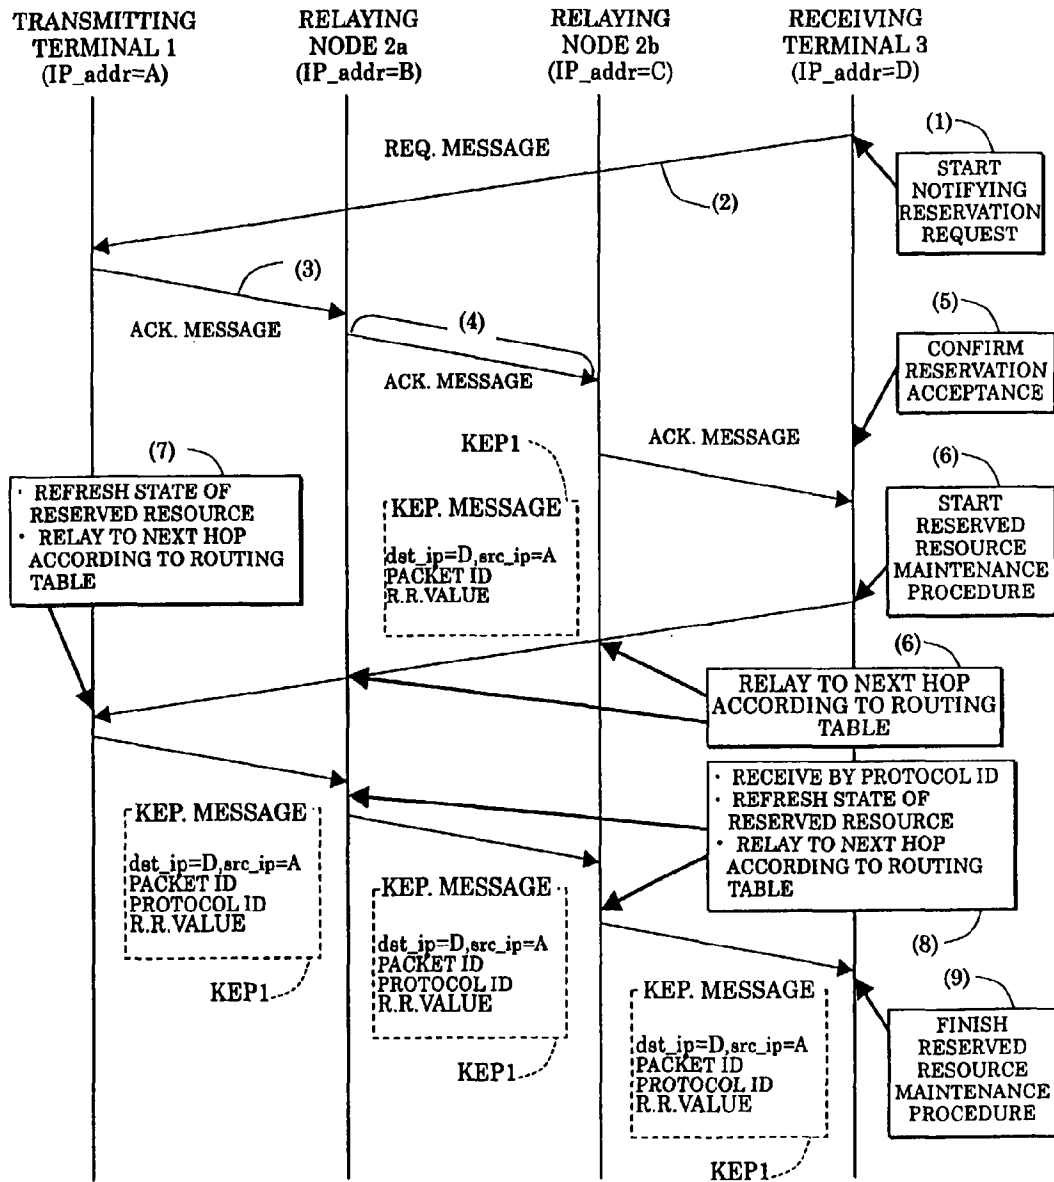 TRANSMITTING
TERMINAL 1
(IP_addr=A)
RELAYING
NODE 2a
(IP_addr=B)
RELAYING
NODE 2b
(IP_addr=C)
RECEIVING
TERMINAL 3
(IP_addr=D)
(1)
START
NOTIFYING
RESERVATION
REQUEST
REQ. MESSAGE
(2)
(3)
ACK. MESSAGE
(4)
ACK. MESSAGE
(5)
CONFIRM
RESERVATION
ACCEPTANCE
ACK. MESSAGE
(6)
START
RESERVED
RESOURCE
MAINTENANCE
PROCEDURE
KEP1
KEP. MESSAGE
dst_ip=D,src_ip=A
PACKET ID
R.R.VALUE
(7)
· REFRESH STATE OF
RESERVED RESOURCE
· RELAY TO NEXT HOP
ACCORDING TO ROUTING
TABLE
(6)
RELAY TO NEXT HOP
ACCORDING TO ROUTING
TABLE
· RECEIVE BY PROTOCOL ID
· REFRESH STATE OF
RESERVED RESOURCE
· RELAY TO NEXT HOP
ACCORDING TO ROUTING
TABLE
(8)
KEP. MESSAGE
dst_ip=D,src_ip=A
PACKET ID
PROTOCOL ID
R.R.VALUE
KEP1
KEP. MESSAGE
dst_ip=D,src_ip=A
PACKET ID
PROTOCOL ID
R.R.VALUE
KEP1
KEP. MESSAGE
dst_ip=D,src_ip=A
PACKET ID
PROTOCOL ID
R.R.VALUE
KEP1
(9)
FINISH
RESERVED
RESOURCE
MAINTENANCE
PROCEDURE